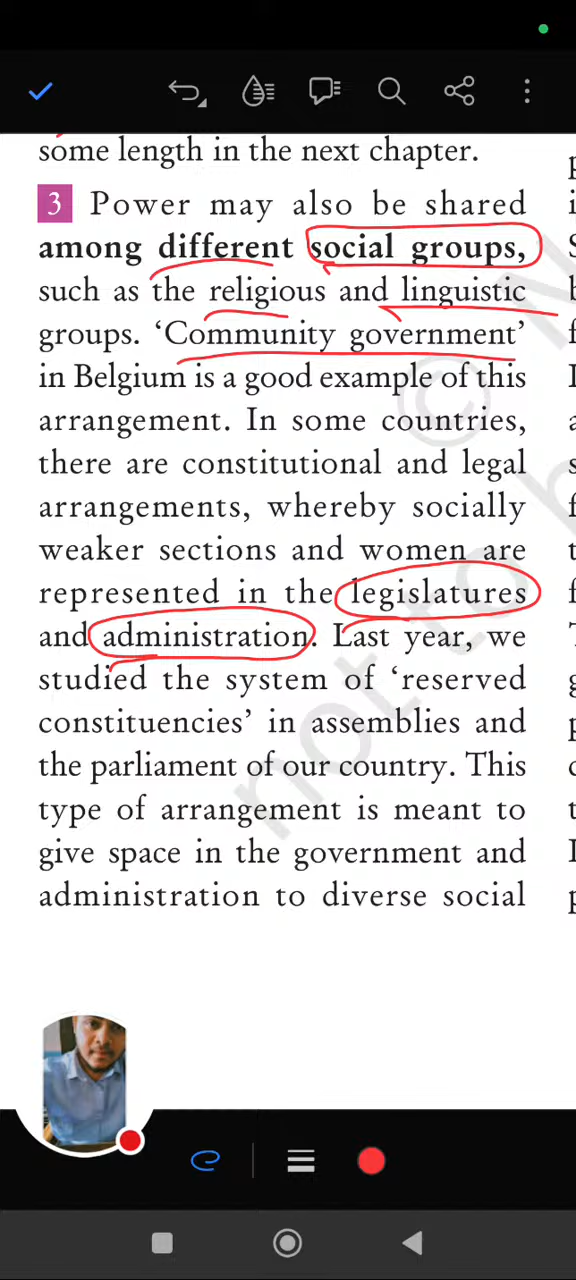 some length in the next chapter.
3 Power may also be shared
among different social groups,
such as the religious and linguistic
groups. ‘Community government’
in Belgium is a good example of this
arrangement. In some countries,
there are constitutional and legal
arrangements, whereby socially
weaker sections and women are
represented in the legislatures
and administration. Last year, we
studied the system of ‘reserved
constituencies’ in assemblies and
the parliament of our country. This
type of arrangement is meant to
give space in the government and
administration to diverse social
not to b
© N